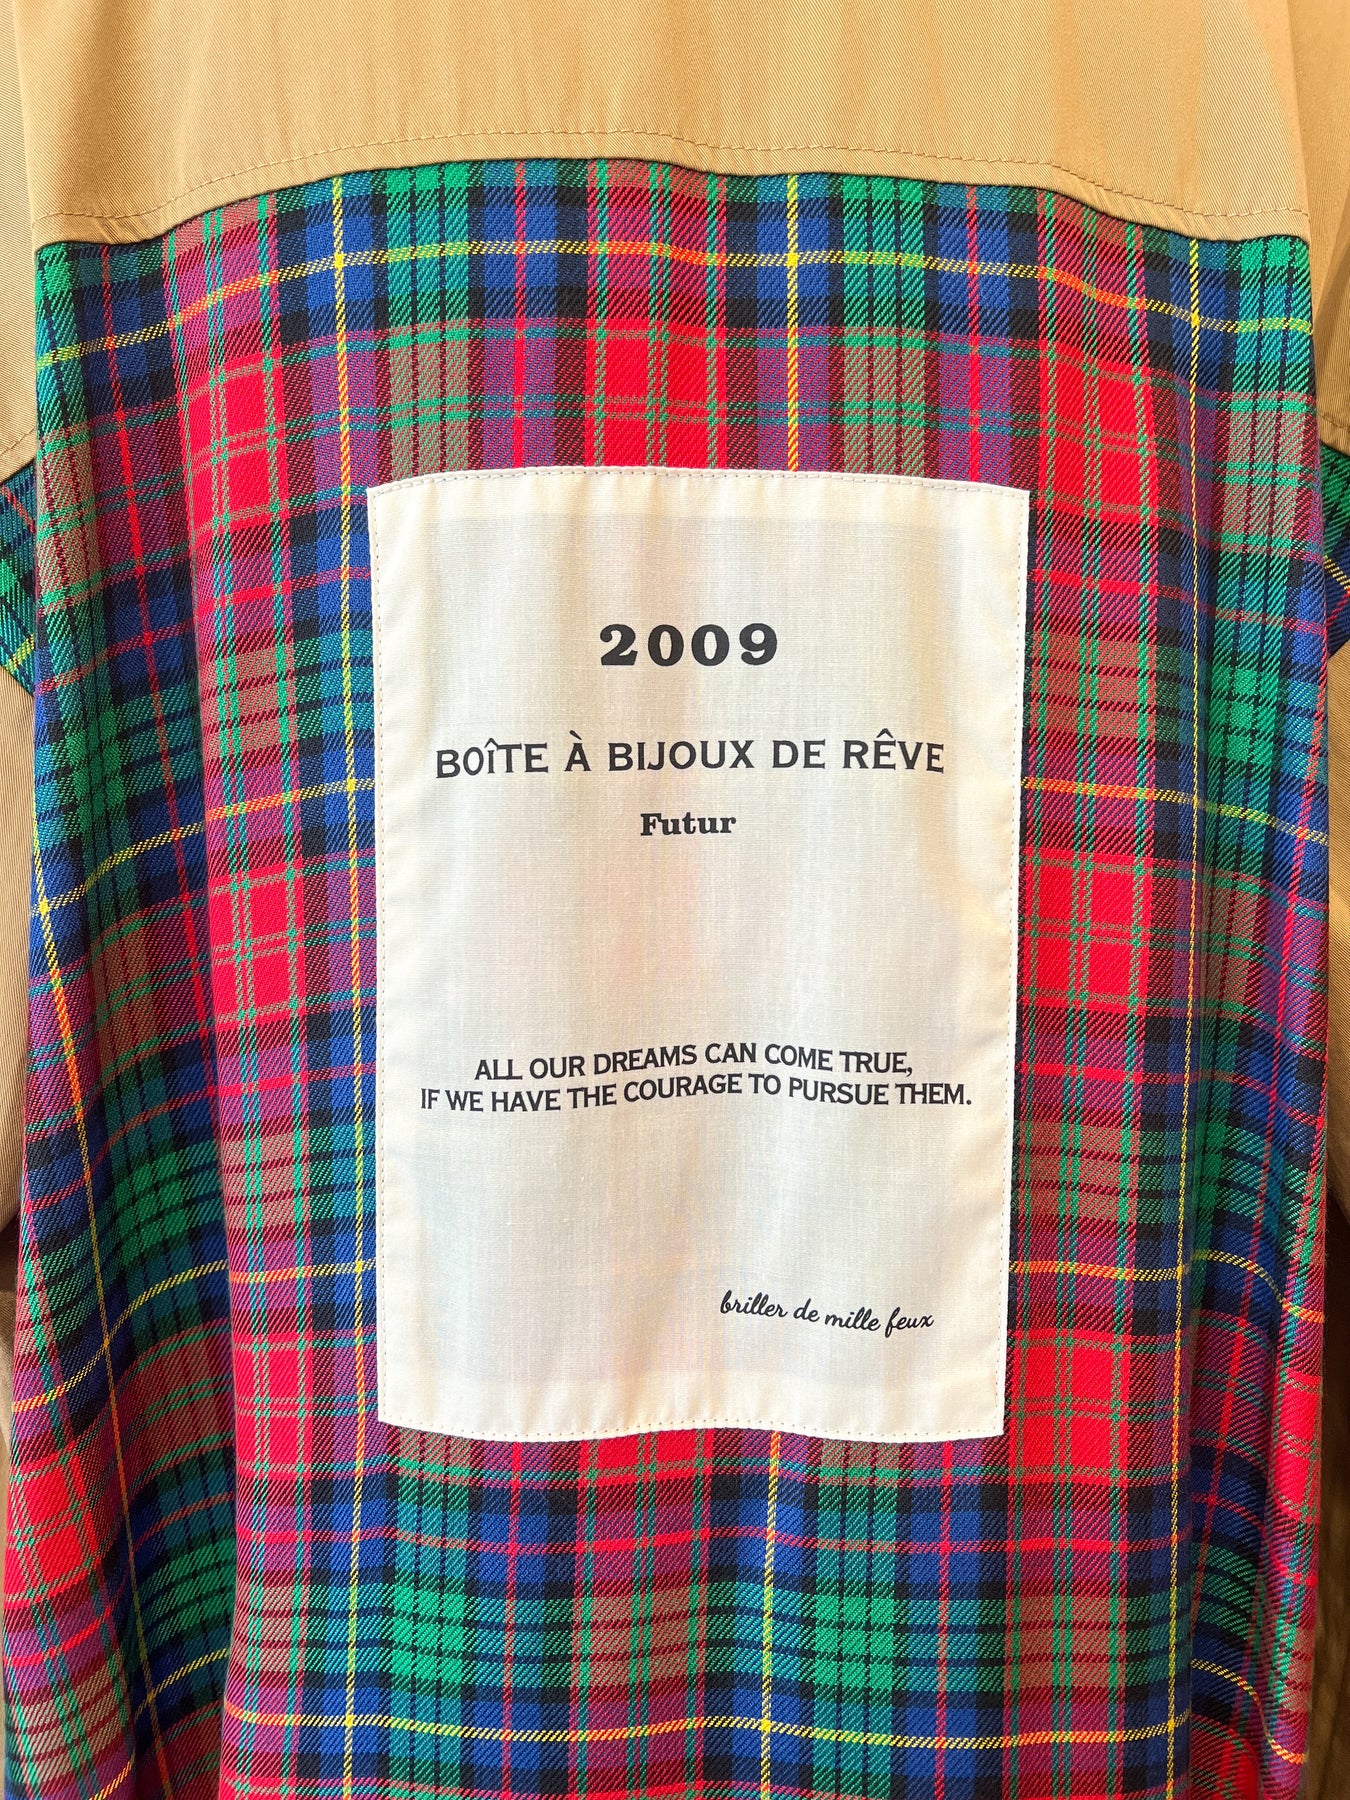 2009
BOÎTE À BIJOUX DE RÊVE
Futur
ALL OUR DREAMS CAN COME TRUE,
IF WE HAVE THE COURAGE TO PURSUE THEM.
briller de mille feux